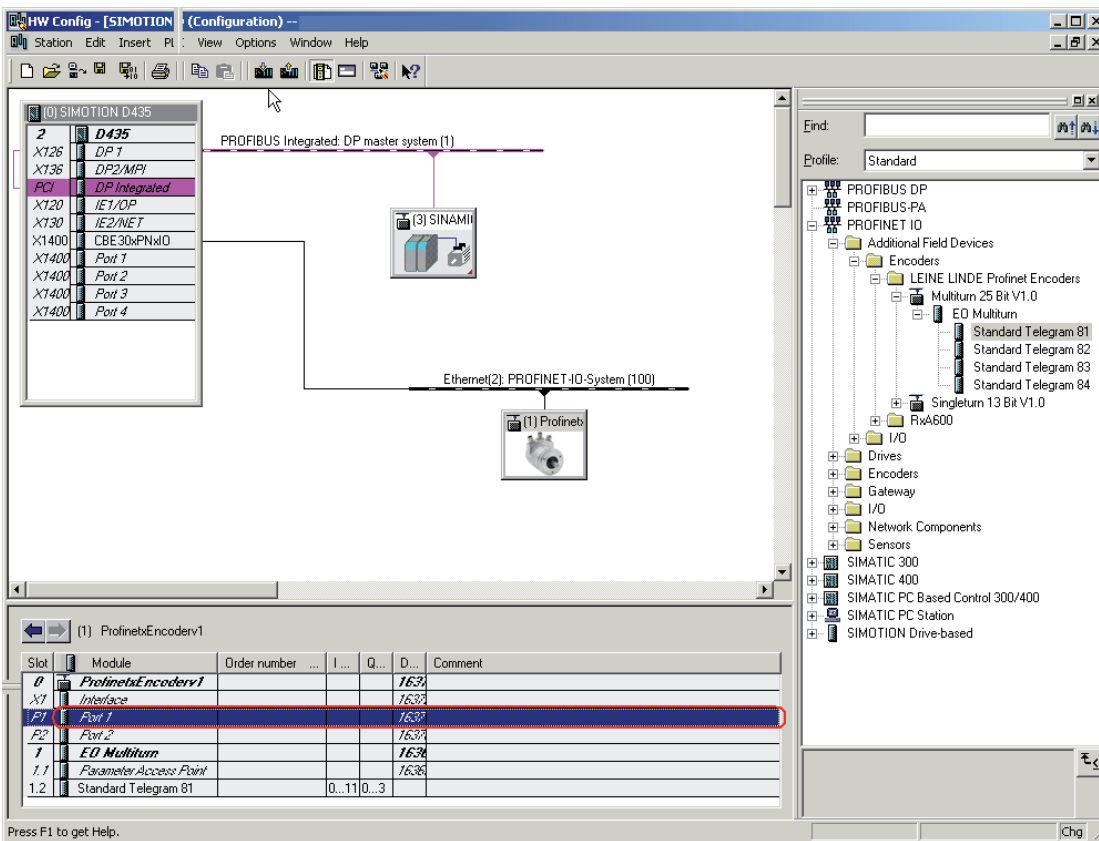 HW Config - [SIMOTION (Configuration) --
Station Edit Insert Pl View Options Window Help
(0) SIMOTION D435
2 D435
X126 DP 1
X136 DP2/MPI
PCI DP Integrated
X120 IE1/OP
X130 IE2/NET
X1400 CBE30xPNxIO
X1400 Port 1
X1400 Port 2
X1400 Port 3
X1400 Port 4
PROFIBUS Integrated: DP master system (1)
(3) SINAMI
Ethernet(2): PROFINET-IO-System (100)
(1) Profinetx
Find:
Profile: Standard
PROFIBUS DP
PROFIBUS-PA
PROFINET IO
Additional Field Devices
Encoders
LEINE LINDE Profinet Encoders
Multiturn 25 Bit V1.0
EO Multiturn
Standard Telegram 81
Standard Telegram 82
Standard Telegram 83
Standard Telegram 84
Singleturn 13 Bit V1.0
RxA600
I/O
Drives
Encoders
Gateway
I/O
Network Components
Sensors
SIMATIC 300
SIMATIC 400
SIMATIC PC Based Control 300/400
SIMATIC PC Station
SIMOTION Drive-based
(1) ProfinetxEncoderv1
Slot Module Order number ... I ... Q... D... Comment
0 ProfinetxEncoderv1 1637
X1 Interface 1637
P1 Port 1 1637
P2 Port 2 1637
1 EO Multiturn 1636
1.1 Parameter Access Point 1636
1.2 Standard Telegram 81 0...11 0...3
Press F1 to get Help.
Chg